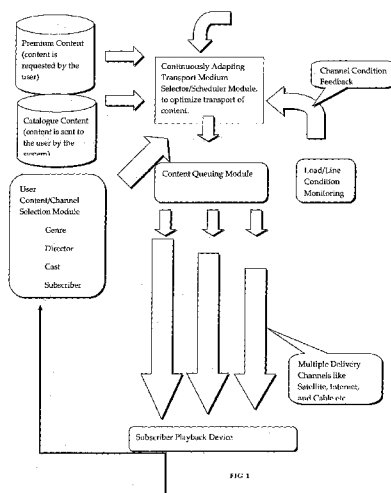 Premium Content
(content is
requested by the
user)
Catalogue Content
(content is sent to
the user by the
system)
Continuously Adapting
Transport Medium
Selector/Scheduler Module,
to optimize transport of
content.
Channel Condition
Feedback
User
Content/Channel
Selection Module
Genre
Director
Cast
Subscriber
Content Queuing Module
Load/Line
Condition
Monitoring
Multiple Delivery
Channels like
Satellite, Internet,
and Cable etc
Subscriber Playback Device
FIG 1